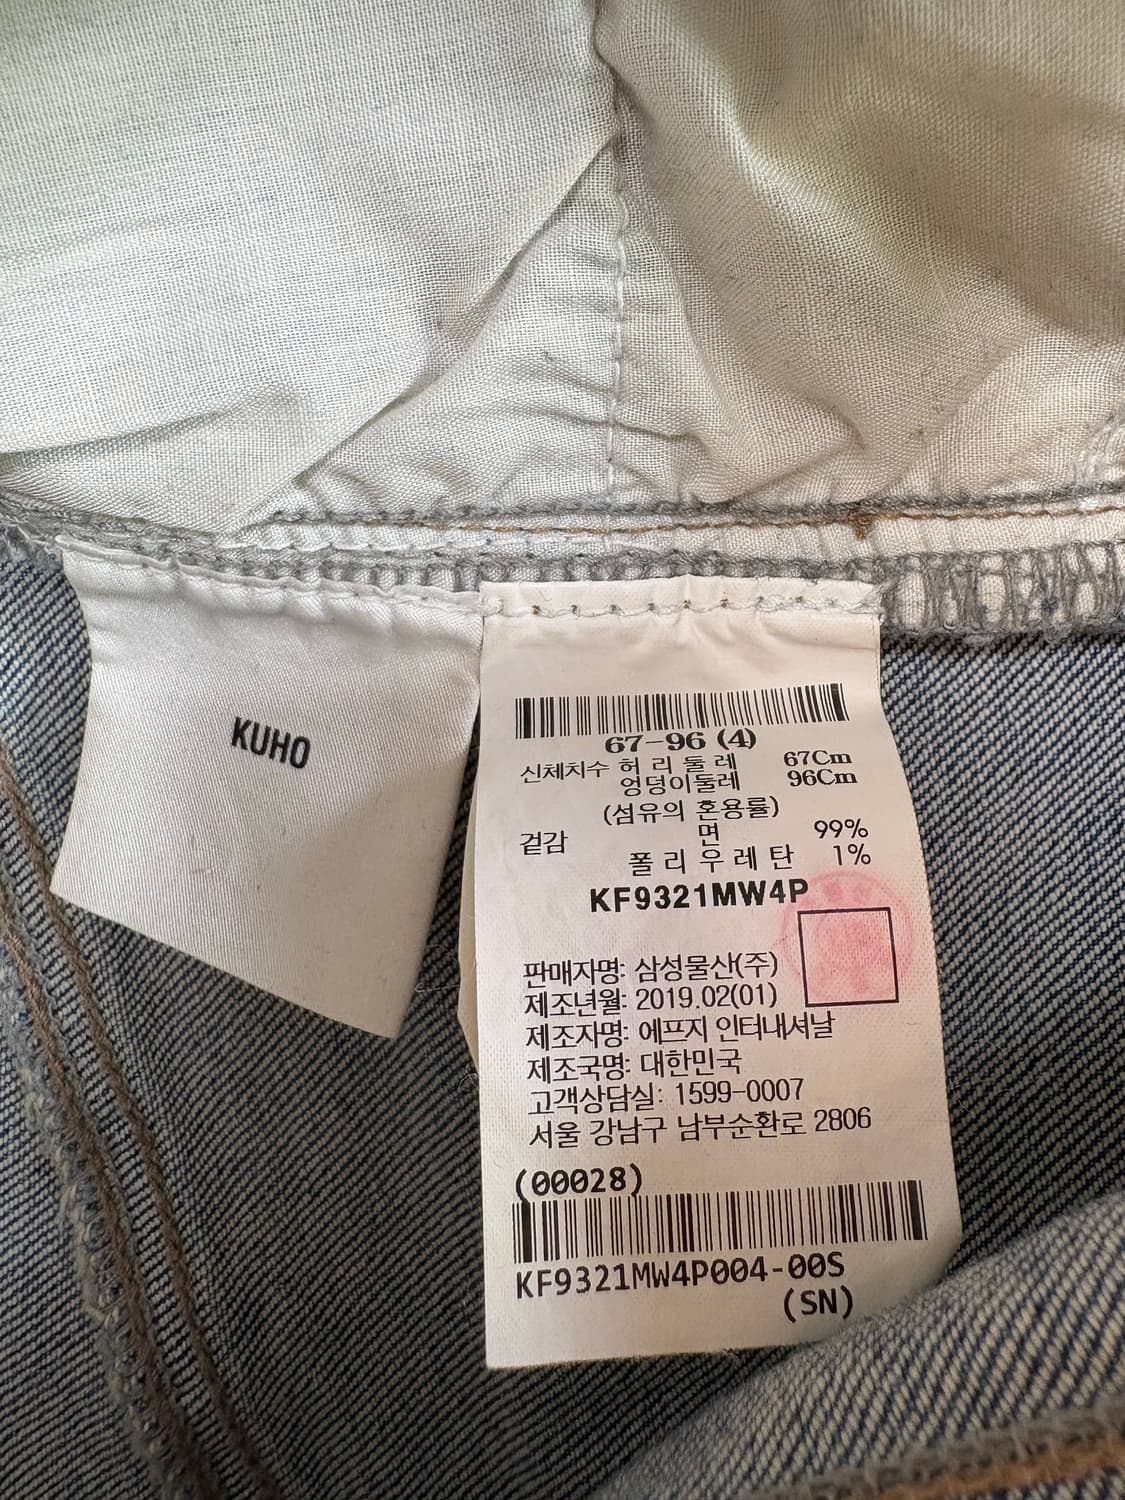 KUHO
67-96 (4)
신체치수 허 리 둘 레 67Cm
엉덩이둘레 96Cm
(섬유의 혼용률)
겉감 면 99%
폴 리 우 레 탄 1%
KF9321MW4P
판매자명: 삼성물산(주)
제조년월: 2019.02(01)
제조자명: 에프지 인터내셔날
제조국명: 대한민국
고객상담실: 1599-0007
서울 강남구 남부순환로 2806
(00028)
KF9321MW4P004-00S
(SN)